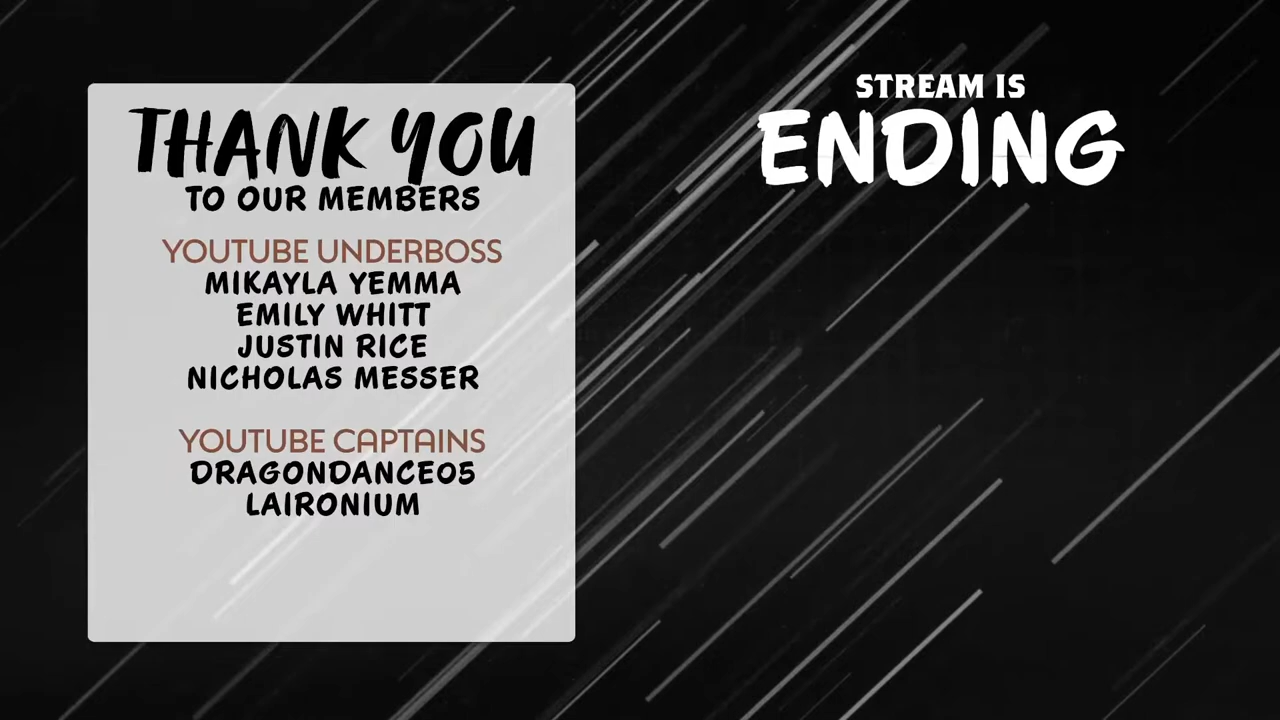 THANK YOU
TO OUR MEMBERS
YOUTUBE UNDERBOSS
MIKAYLA YEMMA
EMILY WHITT
JUSTIN RICE
NICHOLAS MESSER
YOUTUBE CAPTAINS
DRAGONDANCE05
LAIRONIUM
STREAM IS
ENDING